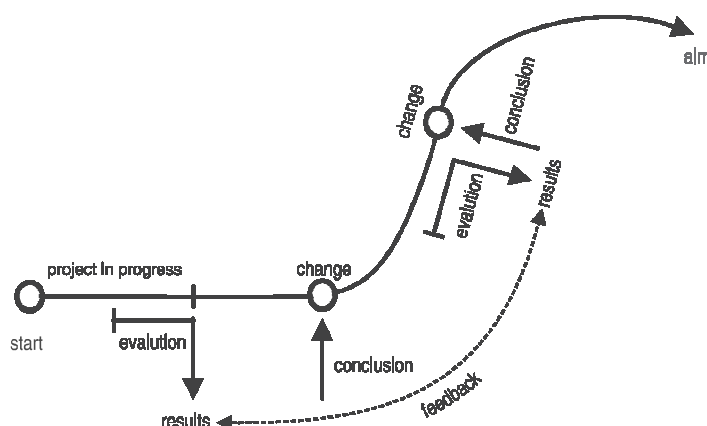 aim
conclusion
change
results
evalution
project in progress
change
start
evalution
conclusion
feedback
results